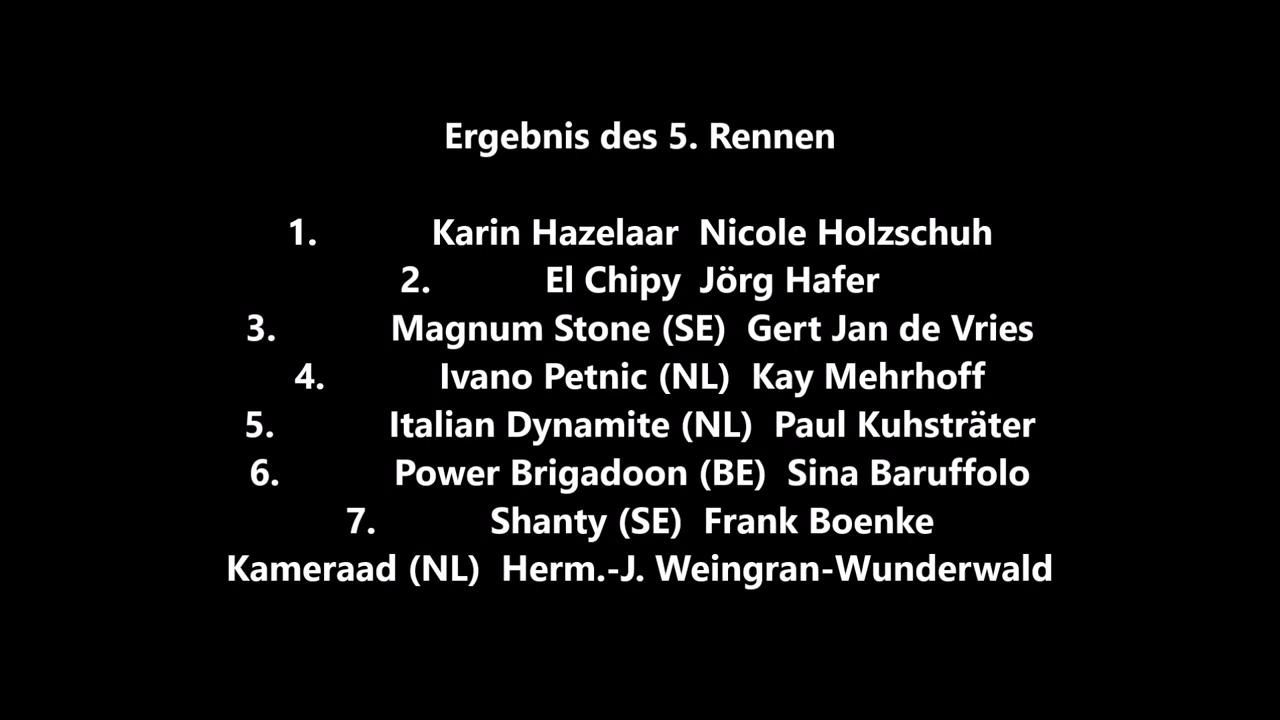 Ergebnis des 5. Rennen
1. Karin Hazelaar Nicole Holzschuh
2. El Chipy Jörg Hafer
3. Magnum Stone (SE) Gert Jan de Vries
4. Ivano Petnic (NL) Kay Mehrhoff
5. Italian Dynamite (NL) Paul Kuhsträter
6. Power Brigadoon (BE) Sina Baruffolo
7. Shanty (SE) Frank Boenke
Kameraad (NL) Herm.-J. Weingran-Wunderwald